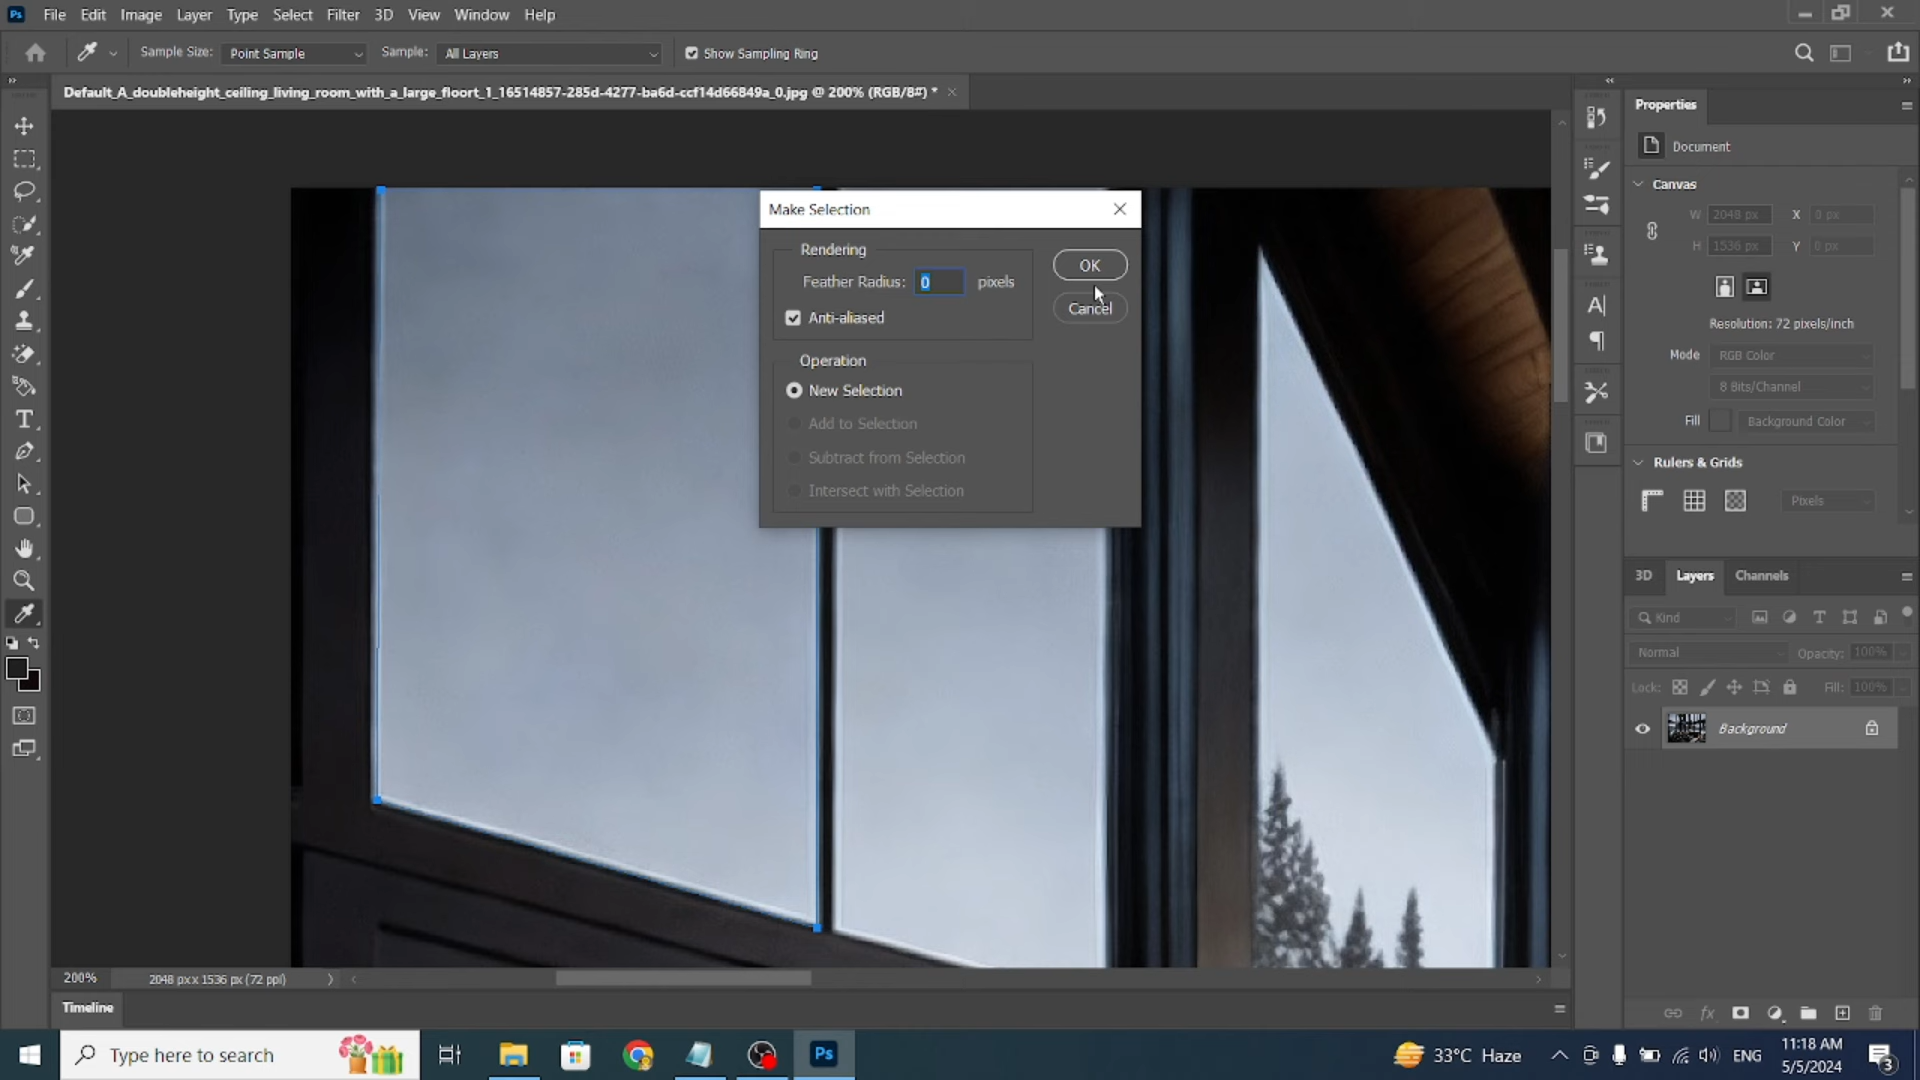 Ps File Edit Image Layer Type Select Filter 3D View Window Help
Sample Size: Point Sample Sample: All Layers Show Sampling Ring
Default_A_doubleheight_ceiling_living_room_with_a_large_floort_1_16514857-285d-4277-ba6d-ccf14d66849a_0.jpg @ 200% (RGB/8#) *
Properties
Document
Canvas
W 2048 px X 0 px
H 1536 px Y 0 px
Resolution: 72 pixels/inch
Mode RGB Color
8 Bits/Channel
Fill Background Color
Rulers & Grids
Pixels
Make Selection
Rendering
Feather Radius: 0 pixels
Anti-aliased
OK
Cancel
Operation
New Selection
Add to Selection
Subtract from Selection
Intersect with Selection
3D Layers Channels
Kind
Normal Opacity: 100%
Lock: Fill: 100%
Background
200% 2048 px x 1536 px (72 ppi)
Timeline
Type here to search
Ps
33°C Haze
ENG
11:18 AM
5/5/2024
3